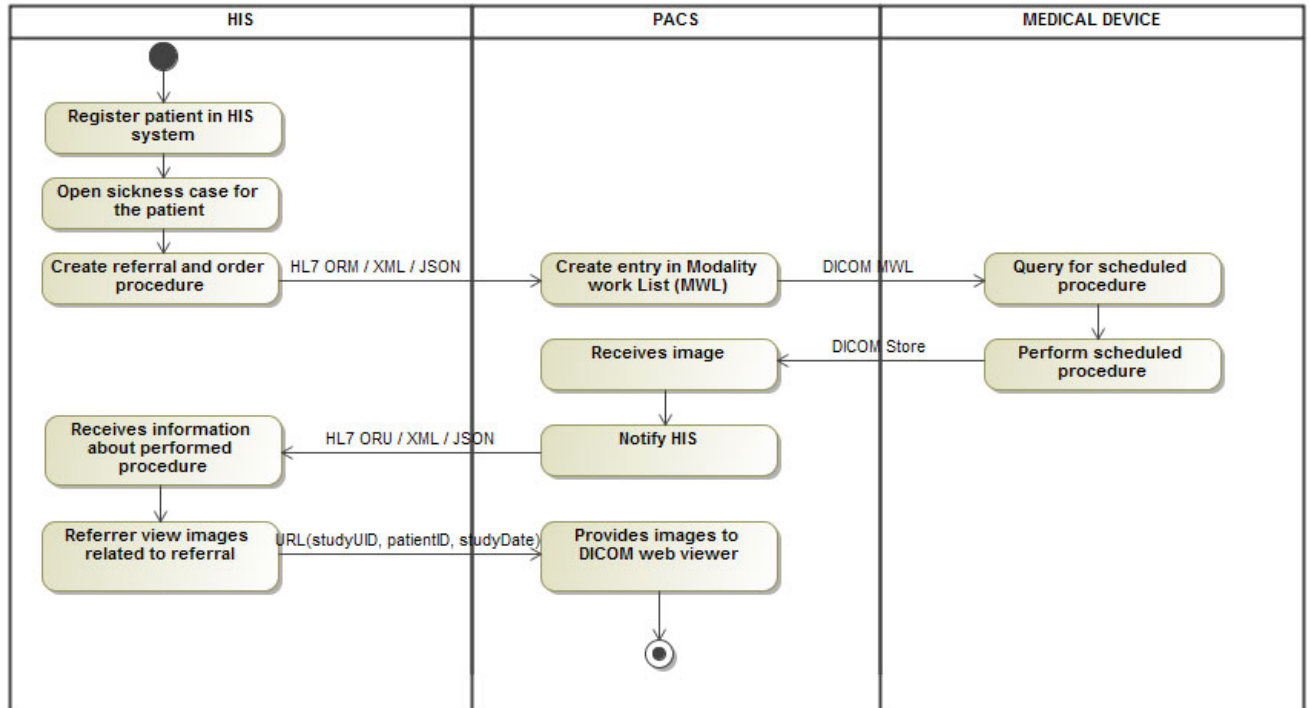 HIS
PACS
MEDICAL DEVICE
Register patient in HIS
system
Open sickness case for
the patient
Create referral and order
procedure
HL7 ORM / XML / JSON
Create entry in Modality
work List (MWL)
DICOM MWL
Query for scheduled
procedure
Receives image
DICOM Store
Perform scheduled
procedure
Receives information
about performed
procedure
HL7 ORU / XML / JSON
Notify HIS
Referrer view images
related to referral
URL(studyUID, patientID, studyDate)
Provides images to
DICOM web viewer